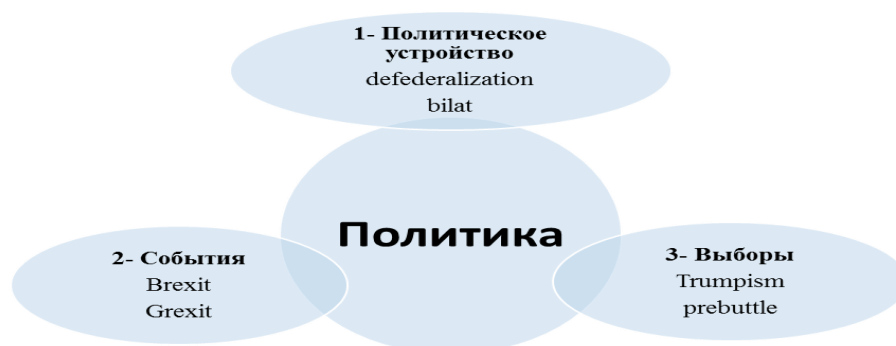 1- Политическое
устройство
defederalization
bilat
Политика
2- События
Brexit
Grexit
3- Выборы
Trumpism
prebuttle